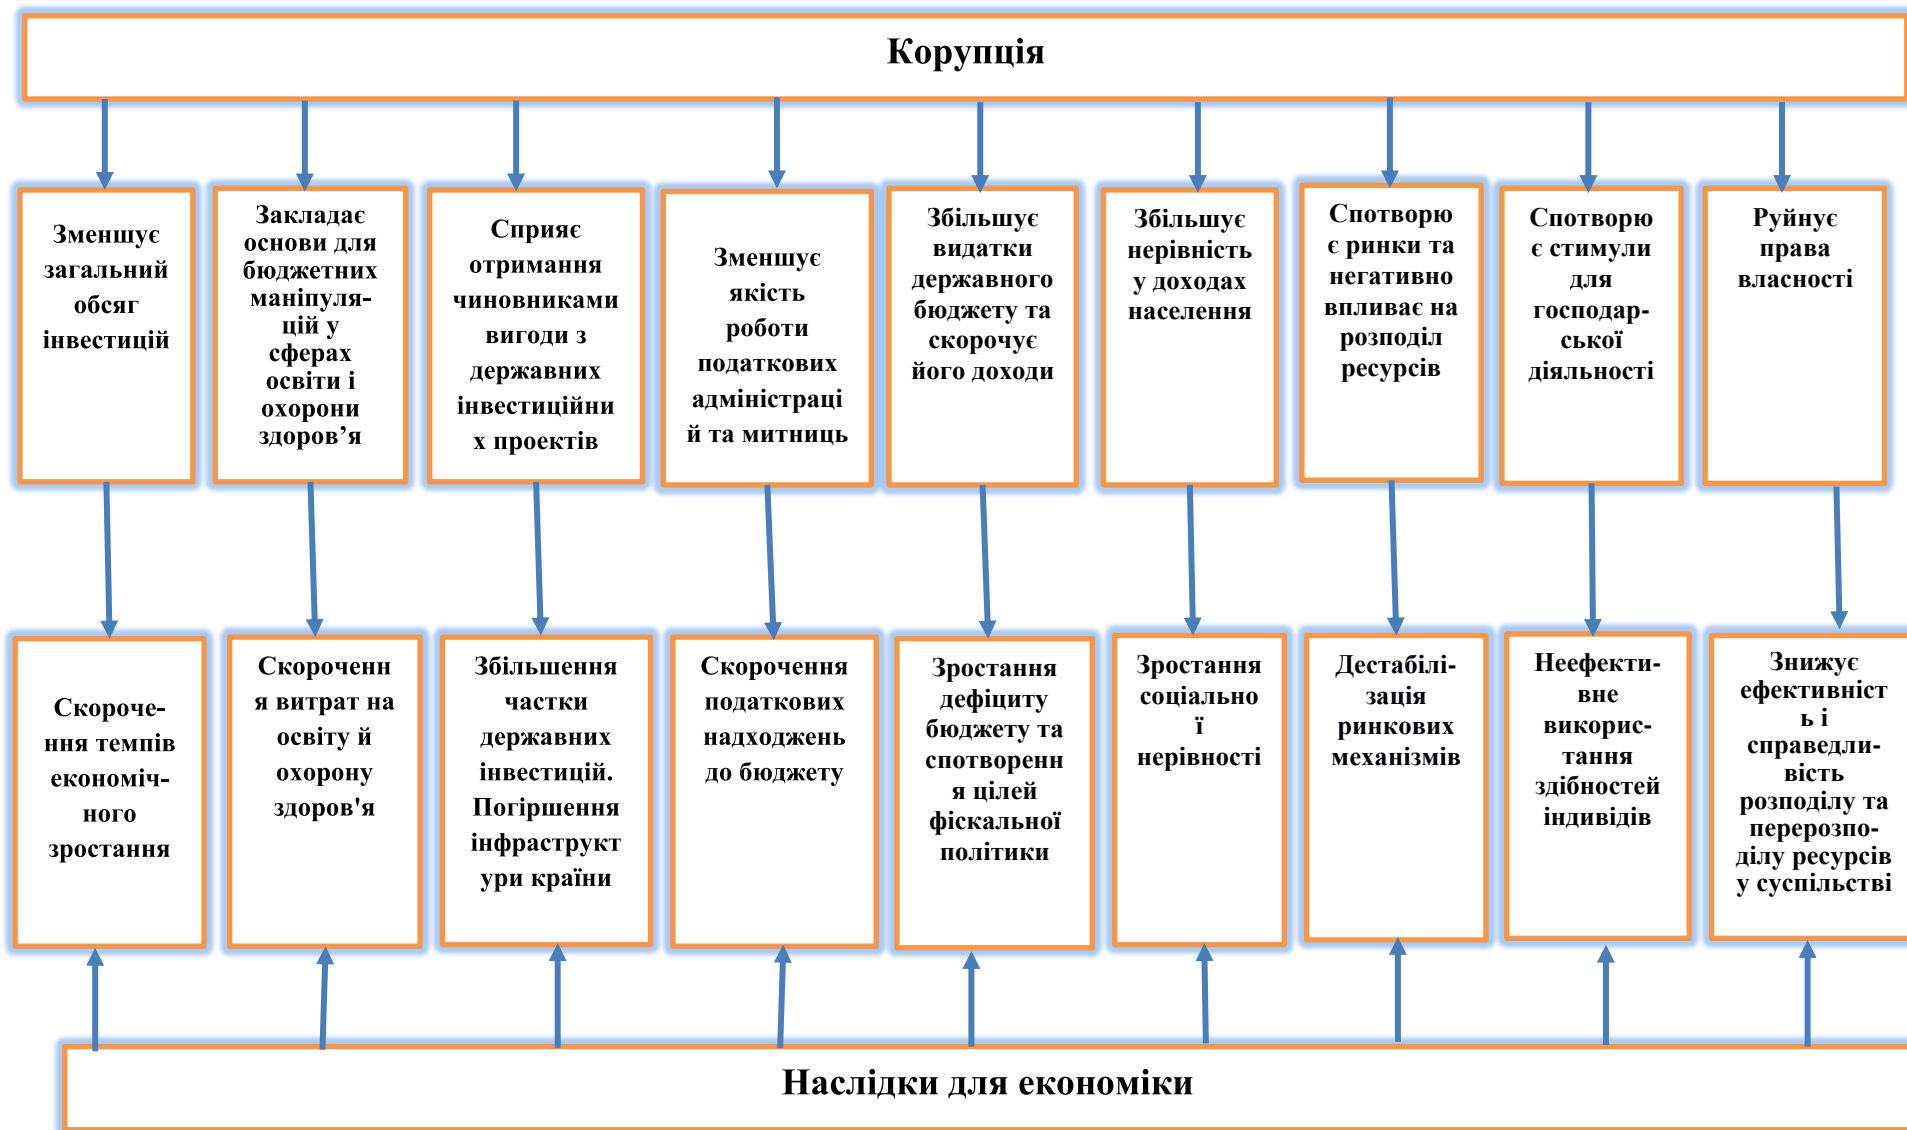 Корупція
Зменшує
загальний
обсяг
інвестицій
Закладає
основи для
бюджетних
маніпуля-
цій у
сферах
освіти і
охорони
здоров’я
Сприяє
отримання
чиновниками
вигоди з
державних
інвестиційни
х проектів
Зменшує
якість
роботи
податкових
адміністраці
й та митниць
Збільшує
видатки
державного
бюджету та
скорочує
його доходи
Збільшує
нерівність
у доходах
населення
Спотворю
є ринки та
негативно
впливає на
розподіл
ресурсів
Спотворю
є стимули
для
господар-
ської
діяльності
Руйнує
права
власності
Скороче-
ння темпів
економіч-
ного
зростання
Скороченн
я витрат на
освіту й
охорону
здоров'я
Збільшення
частки
державних
інвестицій.
Погіршення
інфраструкт
ури країни
Скорочення
податкових
надходжень
до бюджету
Зростання
дефіциту
бюджету та
спотворенн
я цілей
фіскальної
політики
Зростання
соціально
ї
нерівності
Дестабілі-
зація
ринкових
механізмів
Неефекти-
вне
викорис-
тання
здібностей
індивідів
Знижує
ефективніст
ь і
справедли-
вість
розподілу та
перерозпо-
ділу ресурсів
у суспільстві
Наслідки для економіки